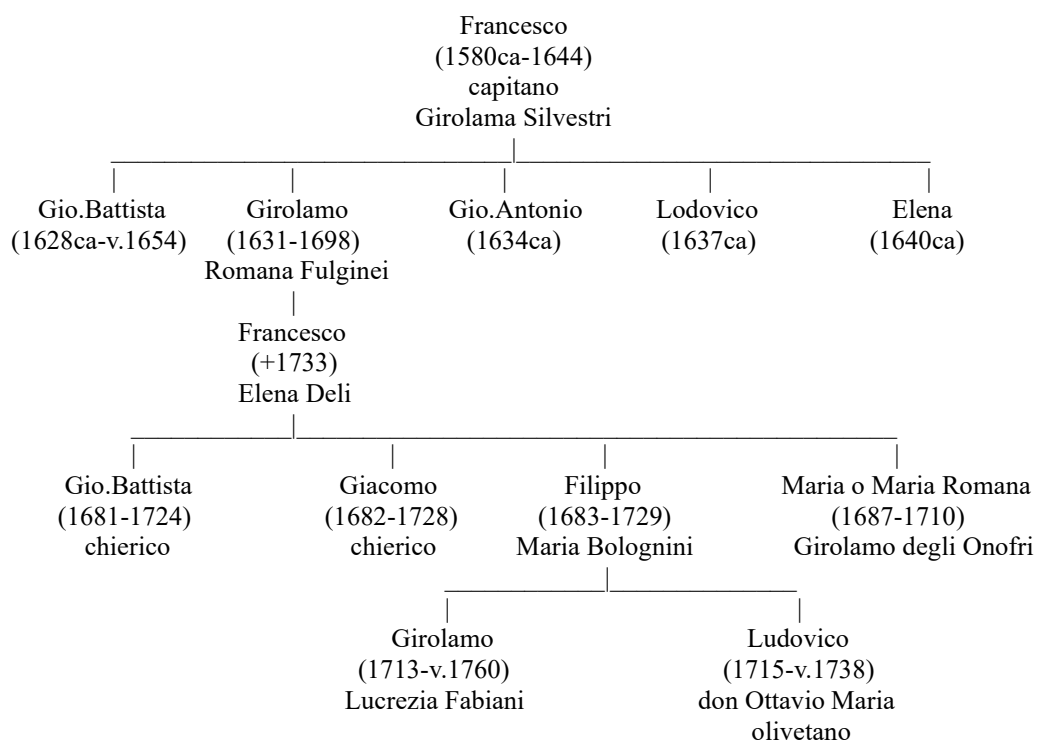 Francesco
(1580ca-1644)
capitano
Girolama Silvestri
Gio.Battista Girolamo Gio.Antonio Lodovico Elena
(1628ca-v.1654) (1631-1698) (1634ca) (1637ca) (1640ca)
Romana Fulginei
Francesco
(+1733)
Elena Deli
Gio.Battista Giacomo Filippo Maria o Maria Romana
(1681-1724) (1682-1728) (1683-1729) (1687-1710)
chierico chierico Maria Bolognini Girolamo degli Onofri
Girolamo Ludovico
(1713-v.1760) (1715-v.1738)
Lucrezia Fabiani don Ottavio Maria
olivetano